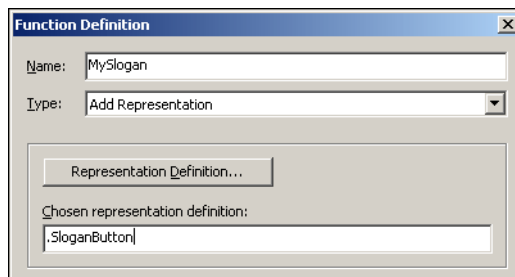 Function Definition
Name: MySlogan
Type: Add Representation
Representation Definition...
Chosen representation definition:
.SloganButton